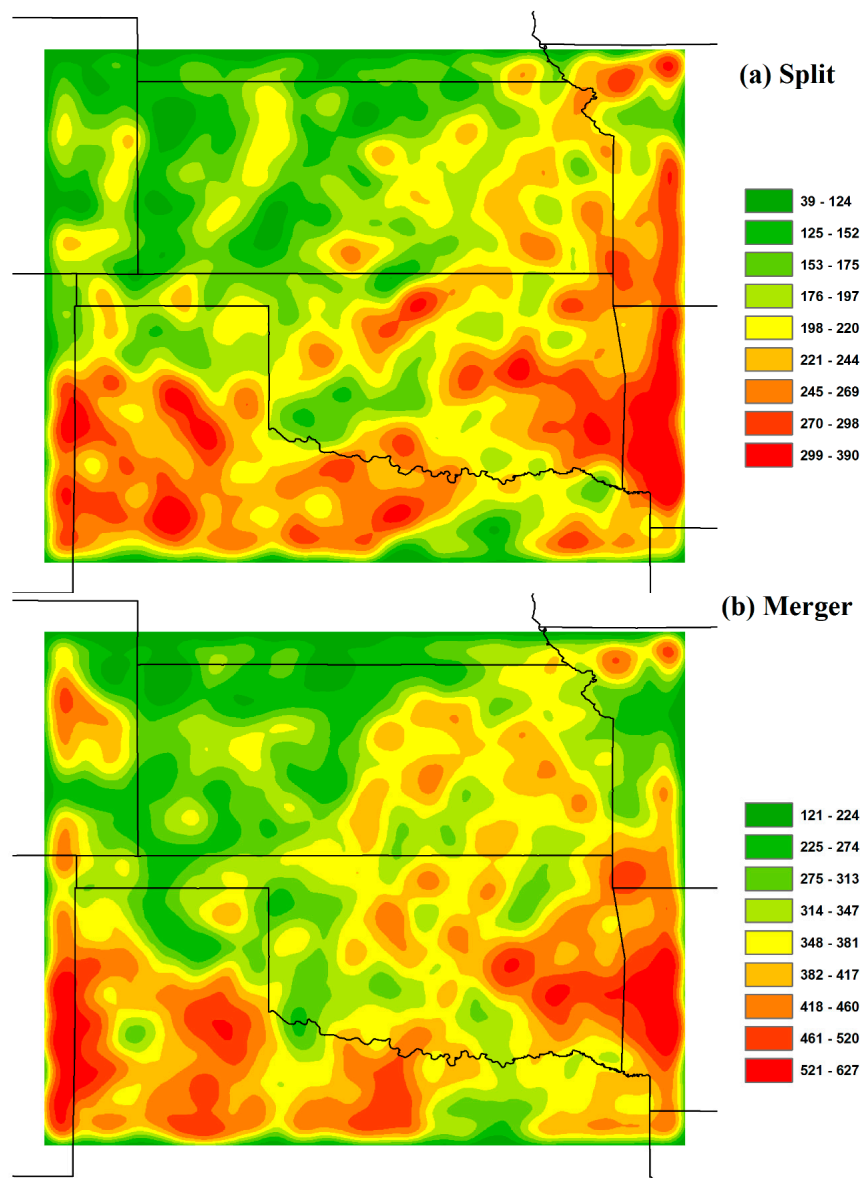 (a) Split
39 - 124
125 - 152
153 - 175
176 - 197
198 - 220
221 - 244
245 - 269
270 - 298
299 - 390
(b) Merger
121 - 224
225 - 274
275 - 313
314 - 347
348 - 381
382 - 417
418 - 460
461 - 520
521 - 627